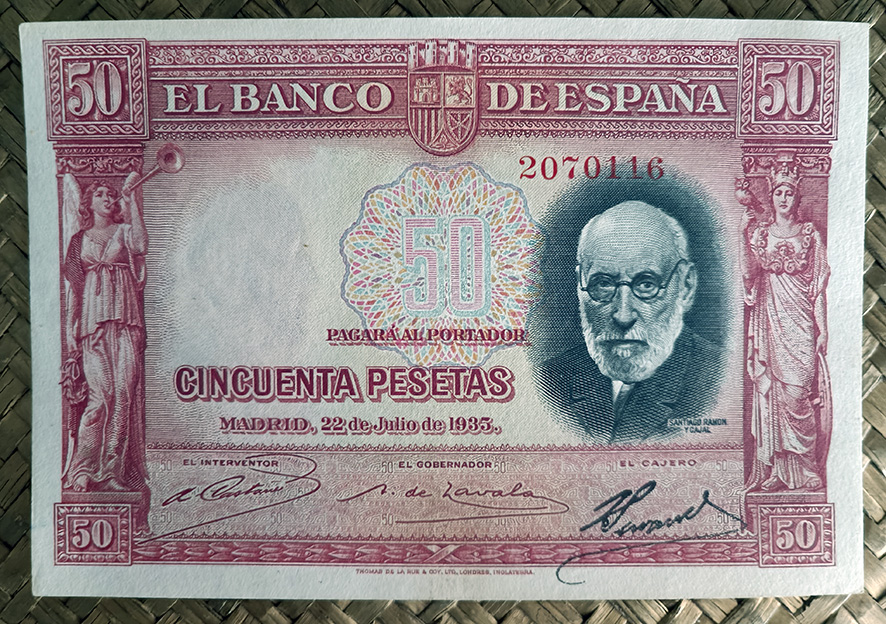 50 EL BANCO DE ESPAÑA 50
2070116
50
PAGARÁ AL PORTADOR
CINCUENTA PESETAS
MADRID, 22 de Julio de 1935.
SANTIAGO RAMON
Y CAJAL
EL INTERVENTOR EL GOBERNADOR EL CAJERO
50 50
THOMAS DE LA RUE & COY. LTD, LONDRES, INGLATERRA.